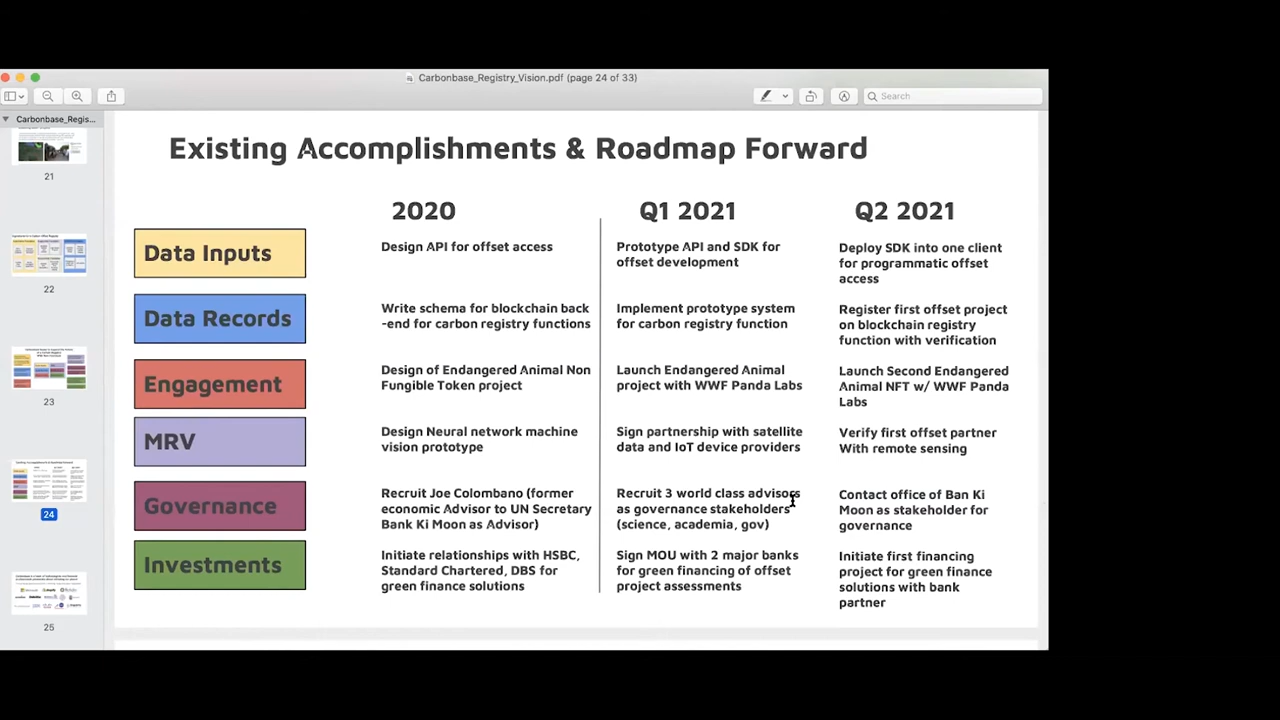 Carbonbase_Registry_Vision.pdf (page 24 of 33)
Search
Carbonbase_Regis...
21
22
23
24
25
Existing Accomplishments & Roadmap Forward
2020
Q1 2021
Q2 2021
Data Inputs
Design API for offset access
Prototype API and SDK for
offset development
Deploy SDK into one client
for programmatic offset
access
Data Records
Write schema for blockchain back
-end for carbon registry functions
Implement prototype system
for carbon registry function
Register first offset project
on blockchain registry
function with verification
Engagement
Design of Endangered Animal Non
Fungible Token project
Launch Endangered Animal
project with WWF Panda Labs
Launch Second Endangered
Animal NFT w/ WWF Panda
Labs
MRV
Design Neural network machine
vision prototype
Sign partnership with satellite
data and IoT device providers
Verify first offset partner
With remote sensing
Governance
Recruit Joe Colombano (former
economic Advisor to UN Secretary
Bank Ki Moon as Advisor)
Recruit 3 world class advisors
as governance stakeholders
(science, academia, gov)
Contact office of Ban Ki
Moon as stakeholder for
governance
Investments
Initiate relationships with HSBC,
Standard Chartered, DBS for
green finance solutions
Sign MOU with 2 major banks
for green financing of offset
project assessments
Initiate first financing
project for green finance
solutions with bank
partner